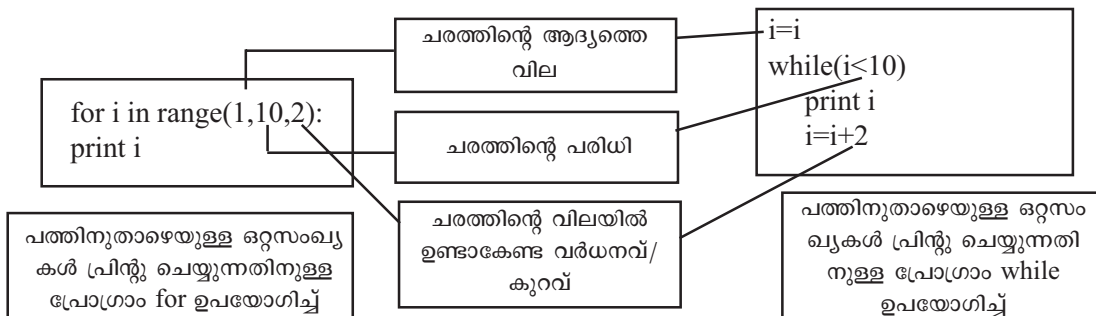 for i in range(1,10,2):
print i
പത്തിനുതാഴെയുള്ള ഒറ്റസംഖ്യ
കൾ പ്രിന്റു ചെയ്യുന്നതിനുള്ള
പ്രോഗ്രാം for ഉപയോഗിച്ച്
ചരത്തിന്റെ ആദ്യത്തെ
വില
ചരത്തിന്റെ പരിധി
ചരത്തിന്റെ വിലയിൽ
ഉണ്ടാകേണ്ട വർധനവ്/
കുറവ്
i=i
while(i<10)
print i
i=i+2
പത്തിനുതാഴെയുള്ള ഒറ്റസം
ഖ്യകൾ പ്രിന്റു ചെയ്യുന്നതി
നുള്ള പ്രോഗ്രാം while
ഉപയോഗിച്ച്